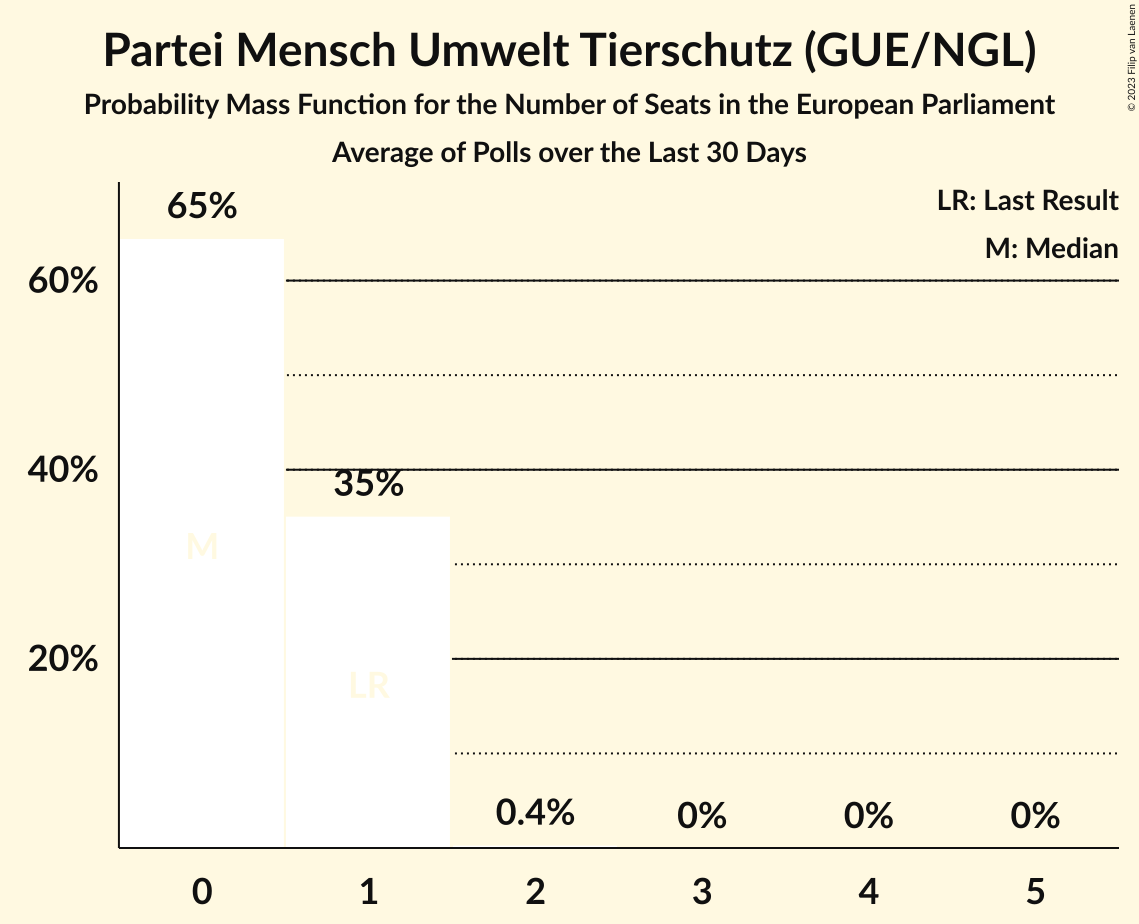 Partei Mensch Umwelt Tierschutz (GUE/NGL)
Probability Mass Function for the Number of Seats in the European Parliament
Average of Polls over the Last 30 Days
© 2023 Filip van Laenen
LR: Last Result
M: Median
65%
60%
40%
35%
M
20%
LR
0.4%
0%
0%
0%
0
1
2
3
4
5